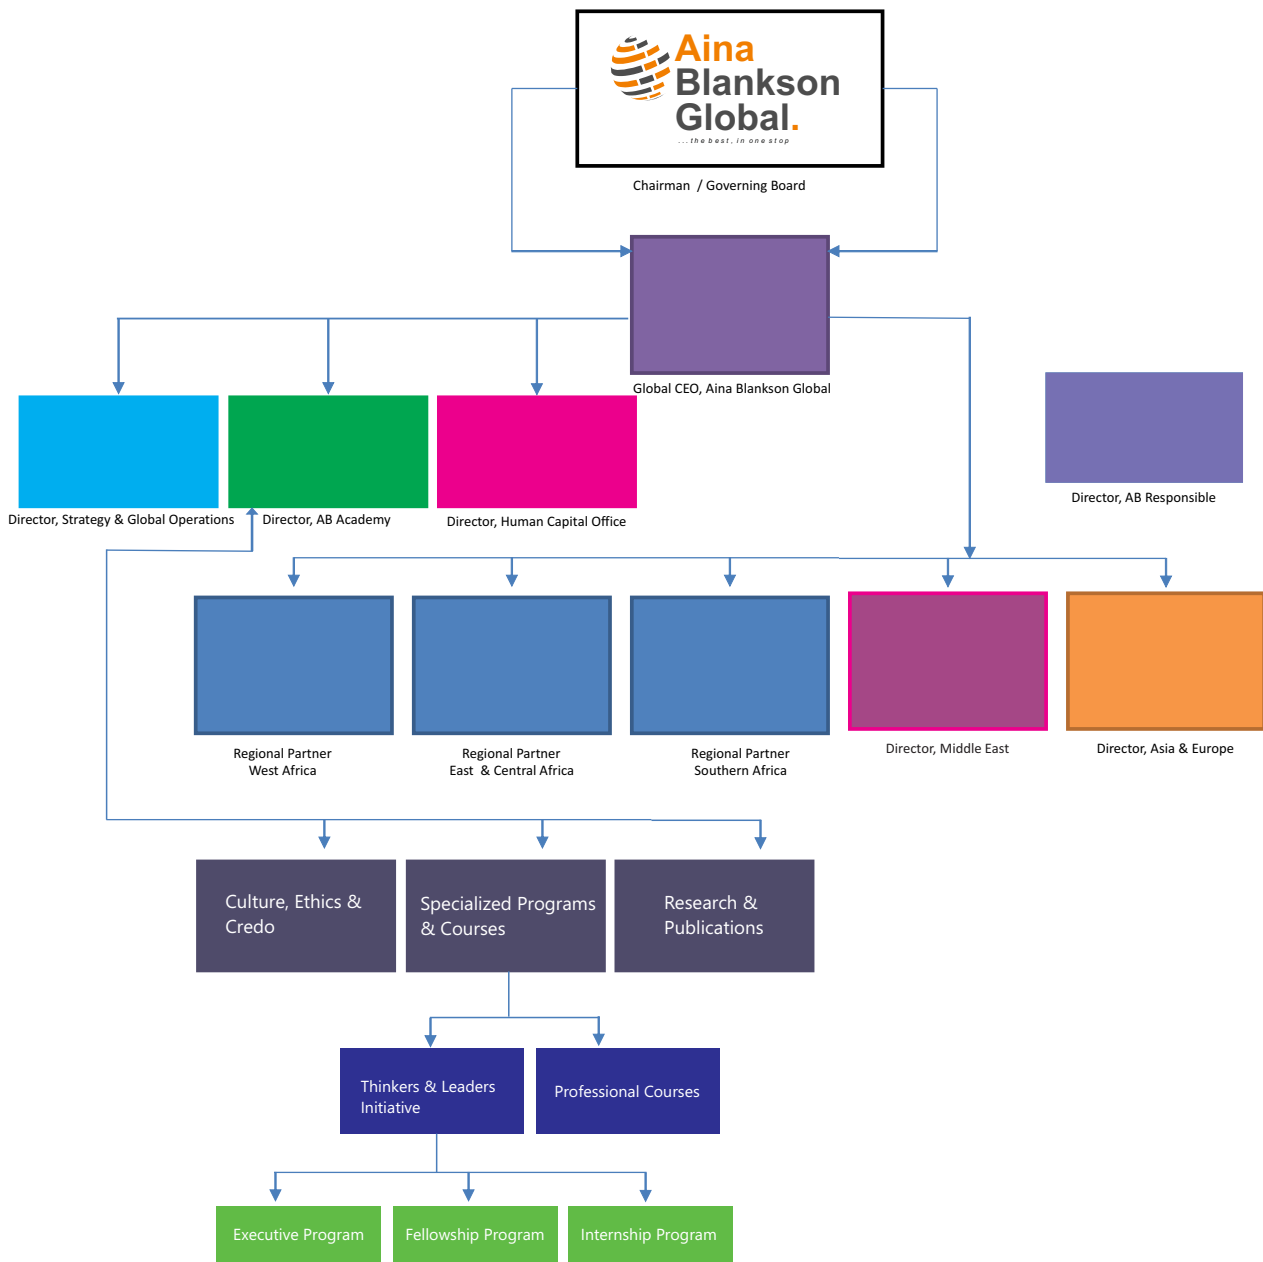 Aina
Blankson
Global.
...the best, in one stop
Chairman / Governing Board
Global CEO, Aina Blankson Global
Director, Strategy & Global Operations
Director, AB Academy
Director, Human Capital Office
Director, AB Responsible
Regional Partner
West Africa
Regional Partner
East & Central Africa
Regional Partner
Southern Africa
Director, Middle East
Director, Asia & Europe
Culture, Ethics &
Credo
Specialized Programs
& Courses
Research &
Publications
Thinkers & Leaders
Initiative
Professional Courses
Executive Program
Fellowship Program
Internship Program